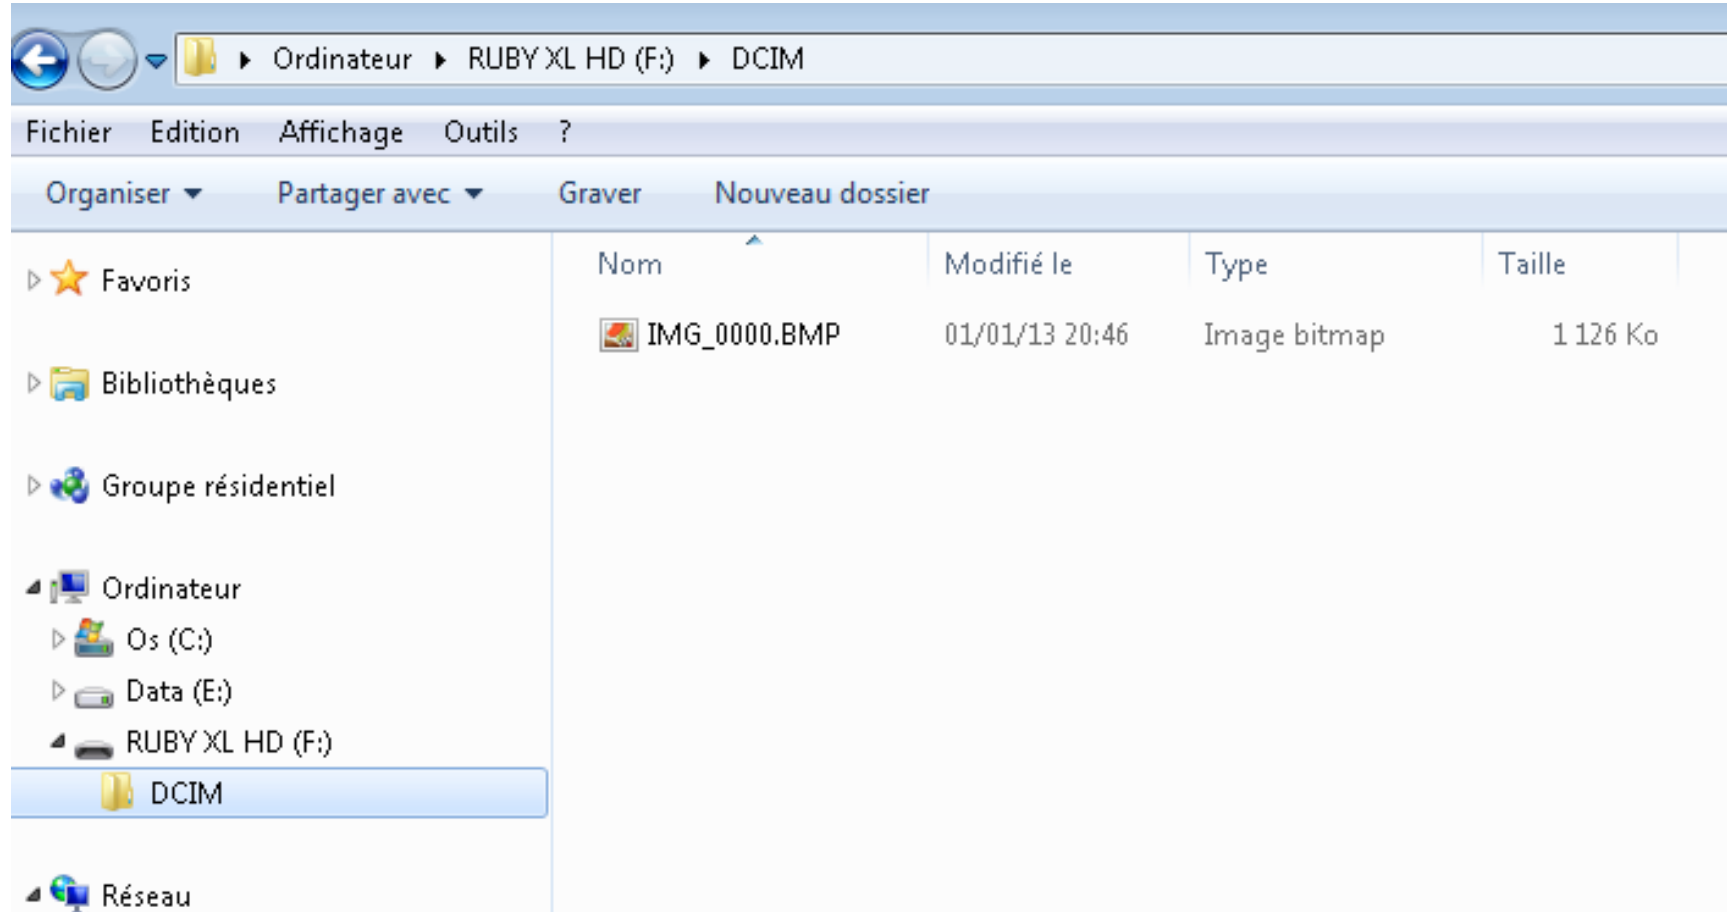 Ordinateur RUBY XL HD (F:) DCIM
Fichier Edition Affichage Outils ?
Organiser Partager avec Graver Nouveau dossier
Nom Modifié le Type Taille
Favoris
IMG_0000.BMP 01/01/13 20:46 Image bitmap 1 126 Ko
Bibliothèques
Groupe résidentiel
Ordinateur
Os (C:)
Data (E:)
RUBY XL HD (F:)
DCIM
Réseau